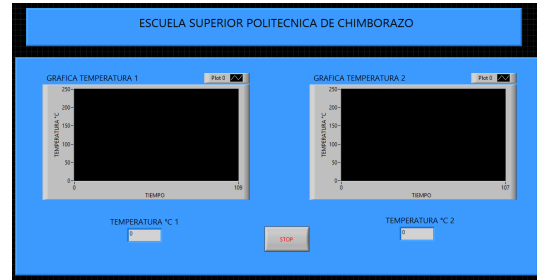 ESCUELA SUPERIOR POLITECNICA DE CHIMBORAZO
GRAFICA TEMPERATURA 1
Plot 0
250
200
150
100
50
0
TEMPERATURA °C
0
109
TIEMPO
GRAFICA TEMPERATURA 2
Plot 0
250
200
150
100
50
0
TEMPERATURA °C
0
107
TIEMPO
TEMPERATURA °C 1
0
STOP
TEMPERATURA °C 2
0